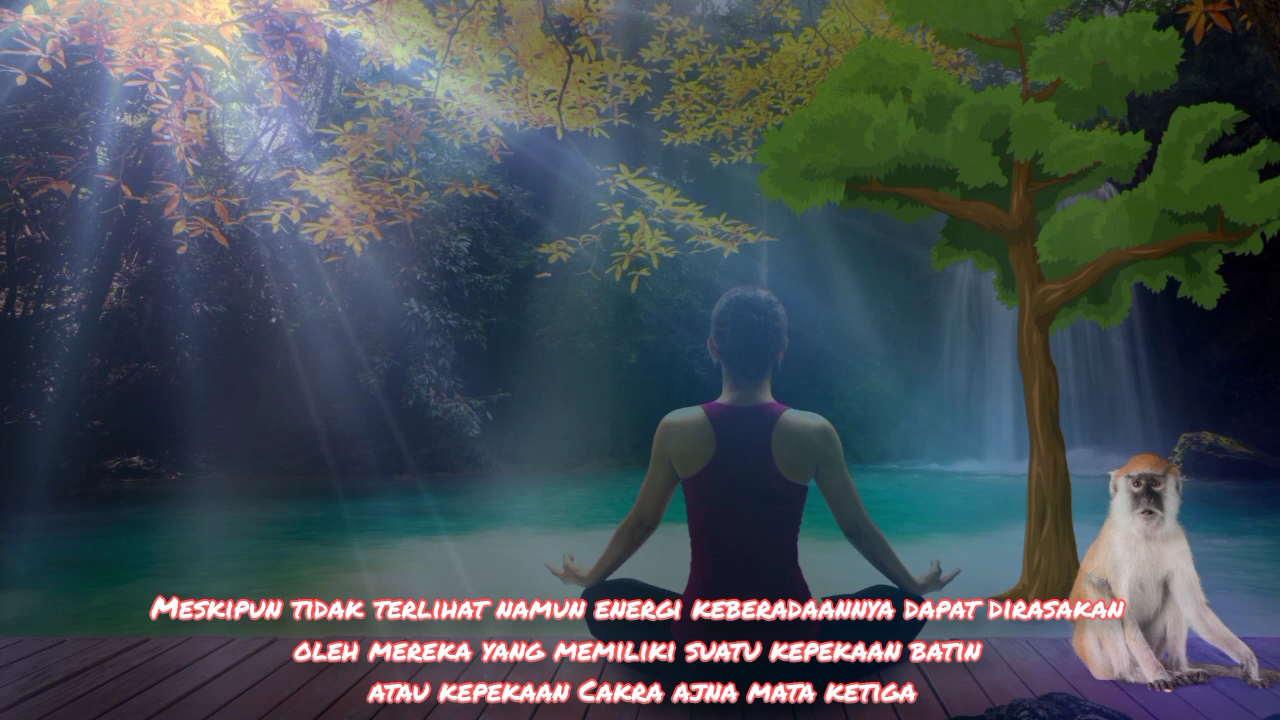 Meskipun tidak terlihat namun energi keberadaannya dapat dirasakan
oleh mereka yang memiliki suatu kepekaan batin
atau kepekaan Cakra ajna mata ketiga